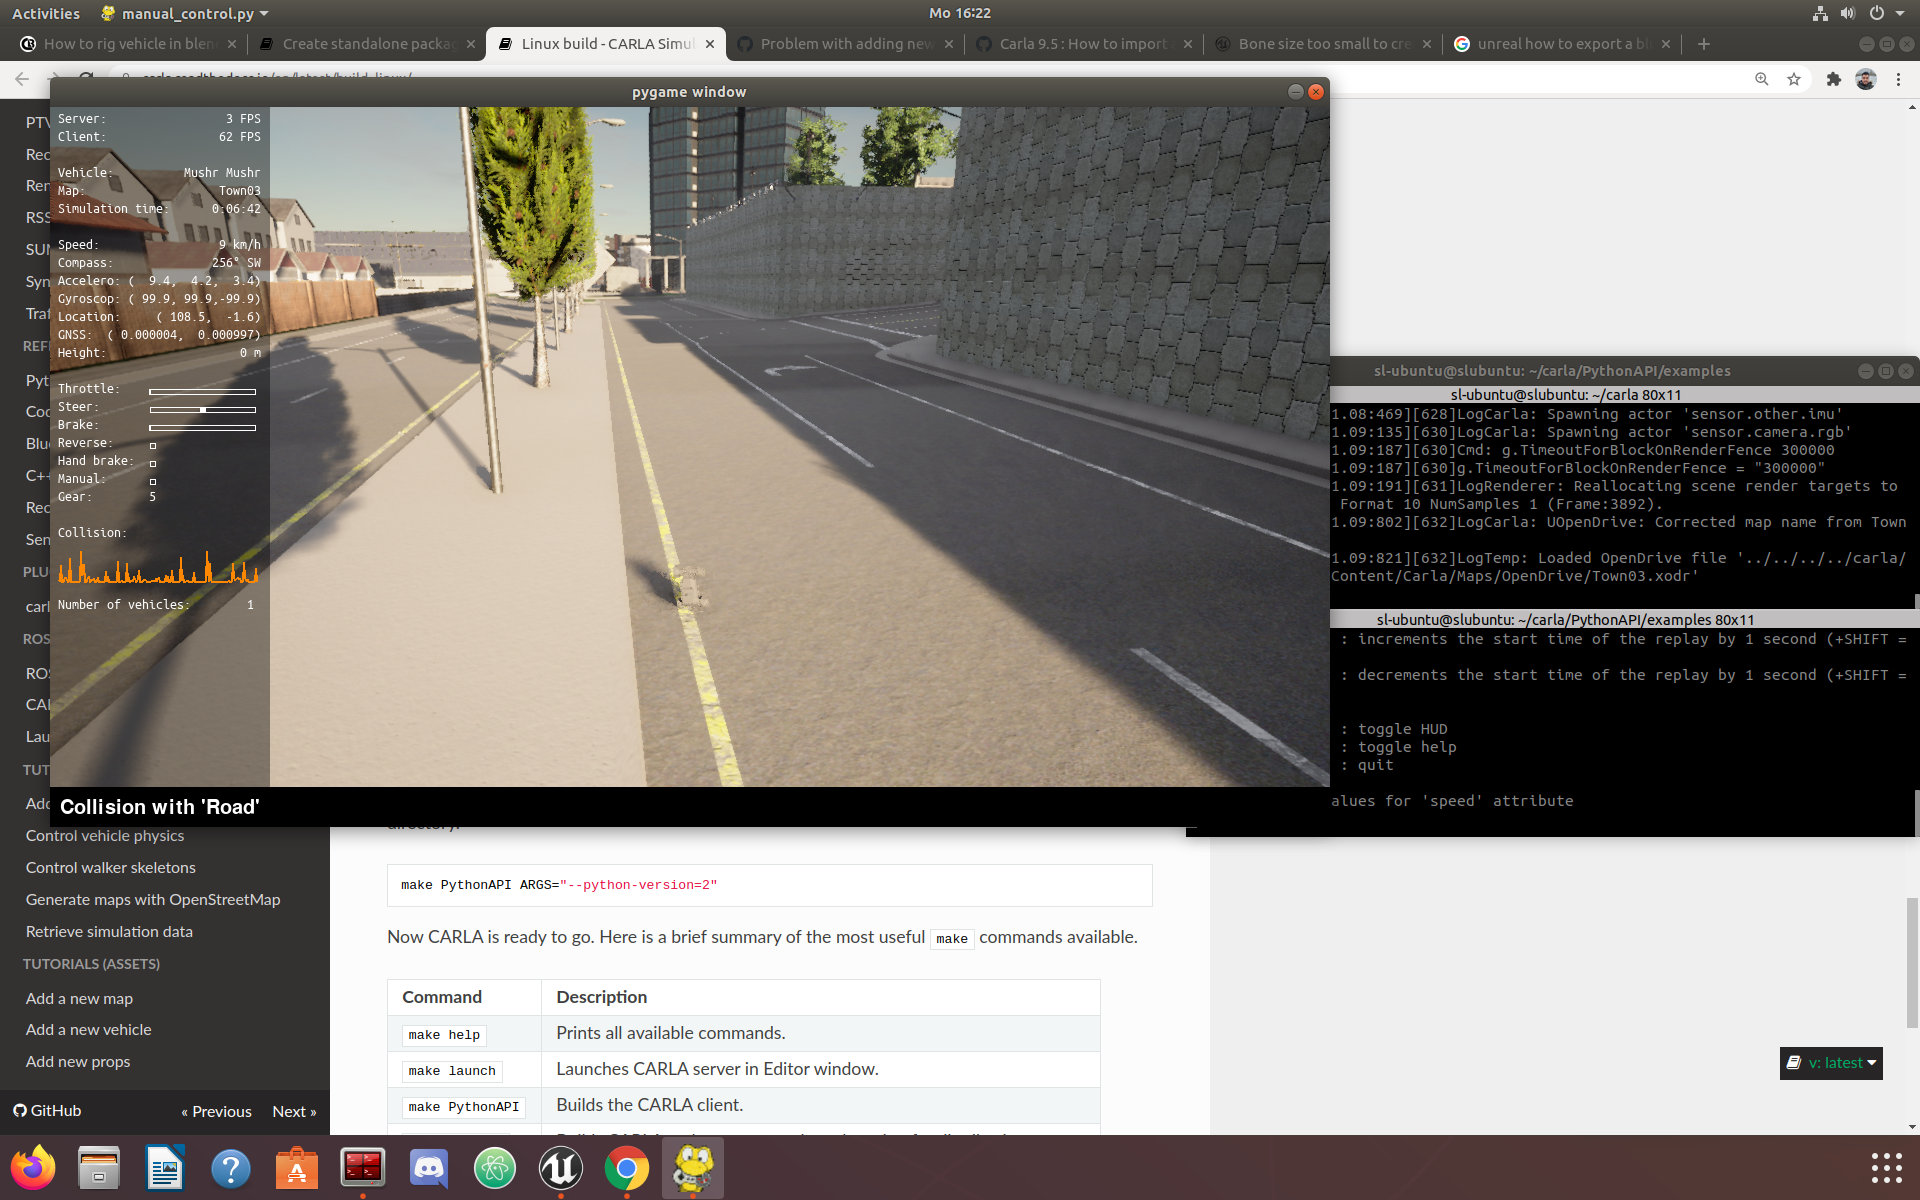 Activities
manual_control.py
Mo 16:22
How to rig vehicle in blen
Create standalone packag
Linux build - CARLA Simul
Problem with adding new
Carla 9.5 : How to import
Bone size too small to cre
unreal how to export a bl
pygame window
Server: 3 FPS
Client: 62 FPS
Vehicle: Mushr Mushr
Map: Town03
Simulation time: 0:06:42
Speed: 9 km/h
Compass: 256° SW
Accelero: ( 9.4, 4.2, 3.4)
Gyroscop: ( 99.9, 99.9,-99.9)
Location: ( 108.5, -1.6)
GNSS: ( 0.000004, 0.000997)
Height: 0 m
Throttle:
Steer:
Brake:
Reverse:
Hand brake:
Manual:
Gear: 5
Collision:
Number of vehicles: 1
Collision with 'Road'
PTV
Rec
Ren
RSS
SUM
Syn
Traf
REFE
Pyt
Coo
Blu
C++
Rec
Sen
PLUG
carl
ROS
ROS
CAR
Lau
TUT
Add
Control vehicle physics
Control walker skeletons
Generate maps with OpenStreetMap
Retrieve simulation data
TUTORIALS (ASSETS)
Add a new map
Add a new vehicle
Add new props
GitHub
« Previous
Next »
sl-ubuntu@slubuntu: ~/carla/PythonAPI/examples
sl-ubuntu@slubuntu: ~/carla 80x11
1.08:469][628]LogCarla: Spawning actor 'sensor.other.imu'
1.09:135][630]LogCarla: Spawning actor 'sensor.camera.rgb'
1.09:187][630]Cmd: g.TimeoutForBlockOnRenderFence 300000
1.09:187][630]g.TimeoutForBlockOnRenderFence = "300000"
1.09:191][631]LogRenderer: Reallocating scene render targets to
Format 10 NumSamples 1 (Frame:3892).
1.09:802][632]LogCarla: UOpenDrive: Corrected map name from Town
1.09:821][632]LogTemp: Loaded OpenDrive file '../../../../carla/
Content/Carla/Maps/OpenDrive/Town03.xodr'
sl-ubuntu@slubuntu: ~/carla/PythonAPI/examples 80x11
: increments the start time of the replay by 1 second (+SHIFT =
: decrements the start time of the replay by 1 second (+SHIFT =
: toggle HUD
: toggle help
: quit
alues for 'speed' attribute
directory.
make PythonAPI ARGS="--python-version=2"
Now CARLA is ready to go. Here is a brief summary of the most useful make commands available.
Command Description
make help Prints all available commands.
make launch Launches CARLA server in Editor window.
make PythonAPI Builds the CARLA client.
v: latest